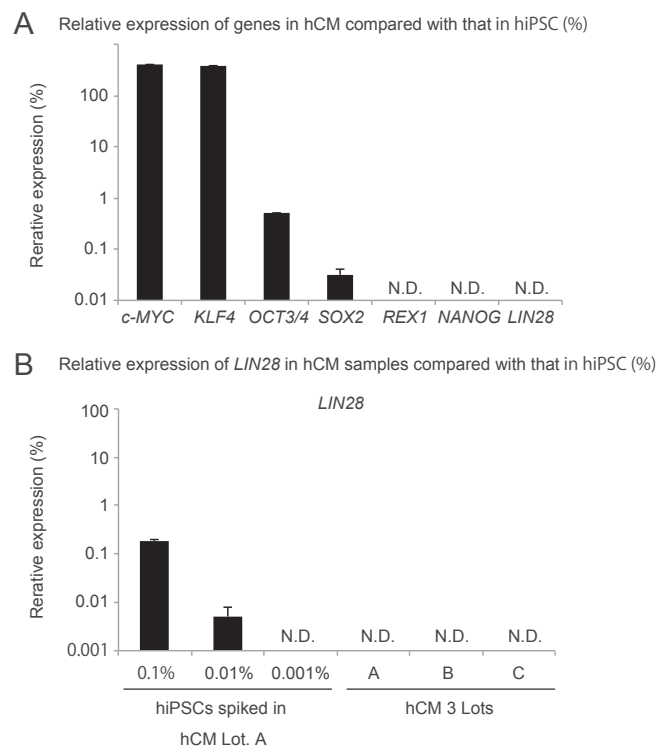 A Relative expression of genes in hCM compared with that in hiPSC (%)
Rerative expression (%)
100
10
1
0.1
0.01
N.D. N.D. N.D.
c-MYC KLF4 OCT3/4 SOX2 REX1 NANOG LIN28
B Relative expression of LIN28 in hCM samples compared with that in hiPSC (%)
LIN28
Rerative expression (%)
100
10
1
0.1
0.01
0.001
N.D. N.D. N.D. N.D.
0.1% 0.01% 0.001% A B C
hiPSCs spiked in hCM 3 Lots
hCM Lot. A